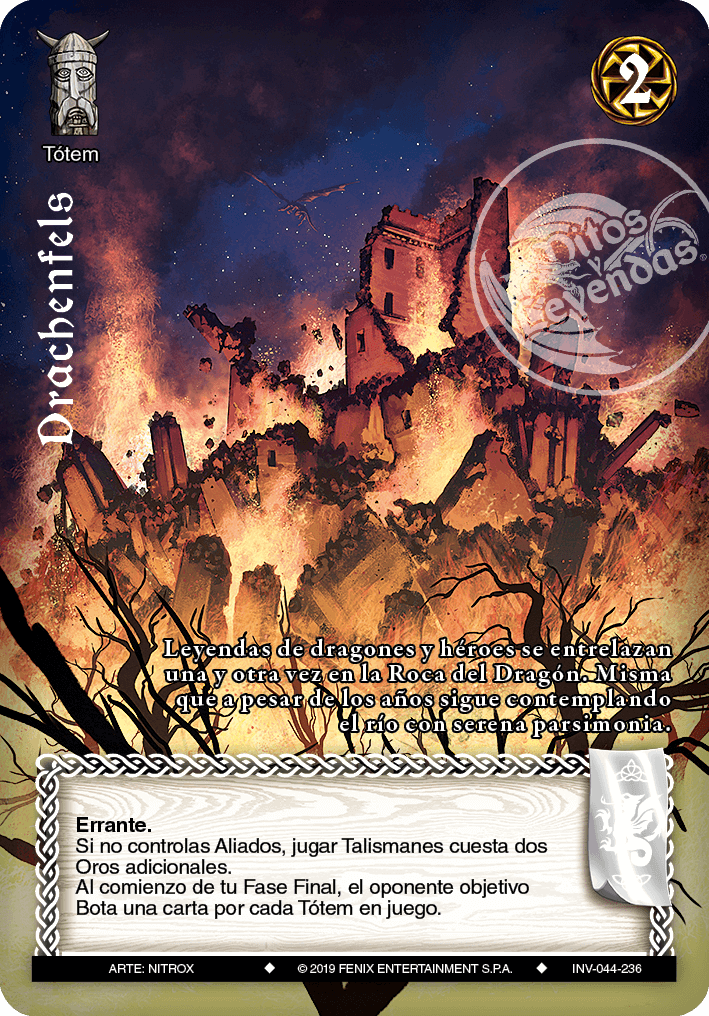 2
Tótem
Drachenfels
Mitos
y
Leyendas®
Leyendas de dragones y héroes se entrelazan
una y otra vez en la Roca del Dragón. Misma
que a pesar de los años sigue contemplando
el río con serena parsimonia.
Errante.
Si no controlas Aliados, jugar Talismanes cuesta dos
Oros adicionales.
Al comienzo de tu Fase Final, el oponente objetivo
Bota una carta por cada Tótem en juego.
ARTE: NITROX ◆ © 2019 FENIX ENTERTAINMENT S.P.A. ◆ INV-044-236